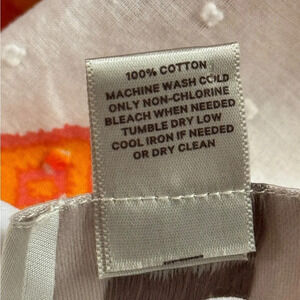 100% COTTON
MACHINE WASH COLD
ONLY NON-CHLORINE
BLEACH WHEN NEEDED
TUMBLE DRY LOW
COOL IRON IF NEEDED
OR DRY CLEAN